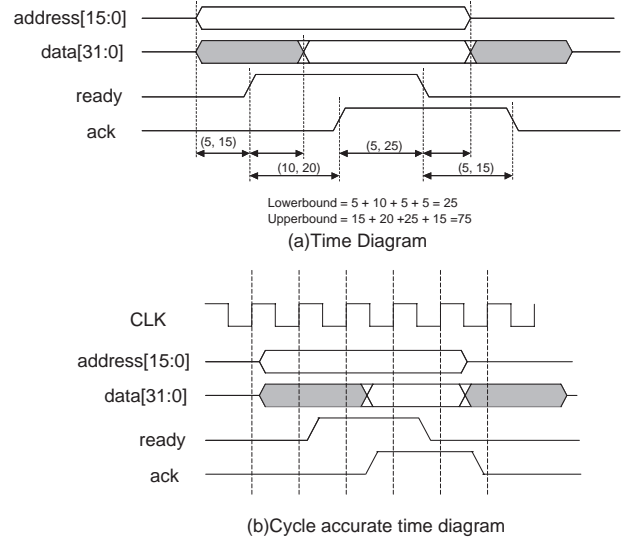 address[15:0]
data[31:0]
ready
ack
(5, 15)
(5, 25)
(10, 20)
(5, 15)
Lowerbound = 5 + 10 + 5 + 5 = 25
Upperbound = 15 + 20 +25 + 15 =75
(a)Time Diagram
CLK
address[15:0]
data[31:0]
ready
ack
(b)Cycle accurate time diagram